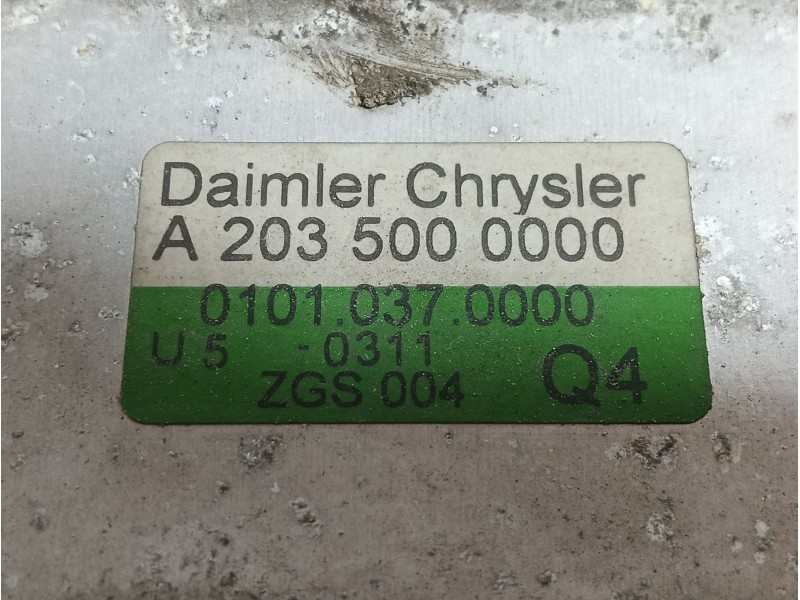 Daimler Chrysler
A 203 500 0000
0101.037.0000
U 5 -0311
ZGS 004 Q4